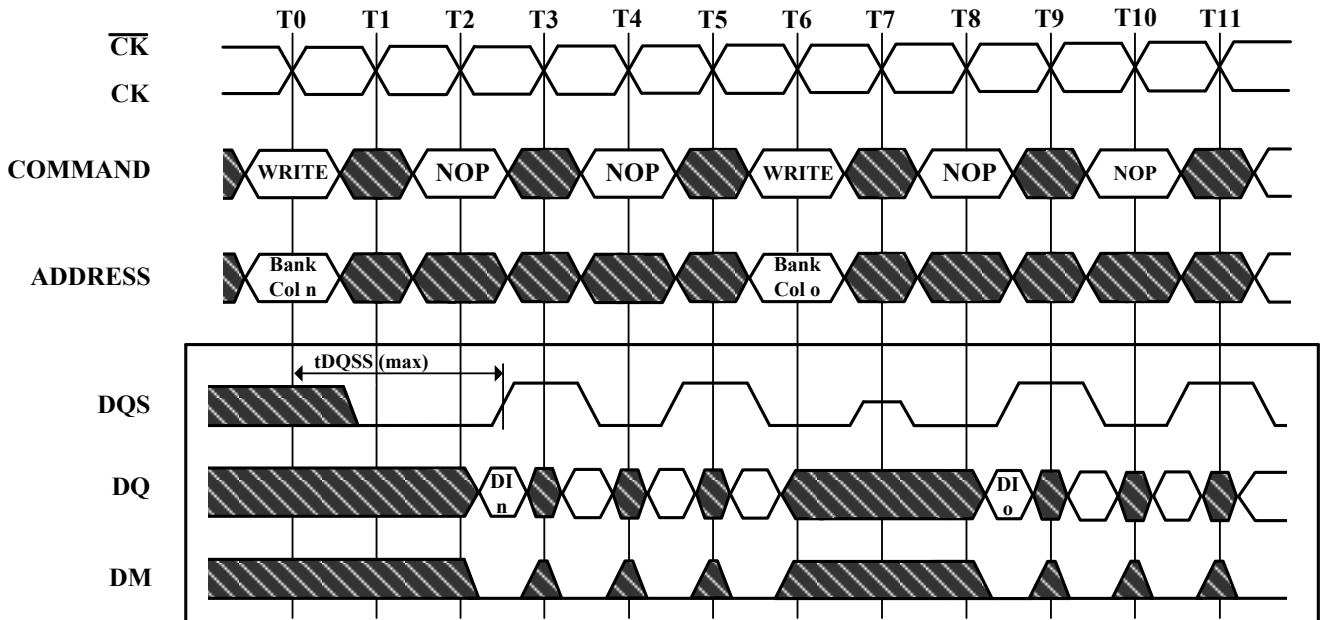 T0 T1 T2 T3 T4 T5 T6 T7 T8 T9 T10 T11
CK
CK
COMMAND WRITE NOP NOP WRITE NOP NOP
ADDRESS Bank Col n Bank Col o
tDQSS (max)
DQS
DQ DI n DI o
DM